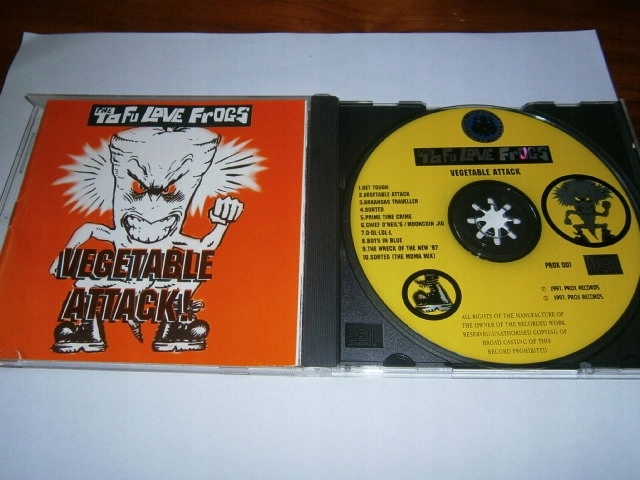 THE TOFU LOVE FROGS
VEGETABLE
ATTACK!!
TOFU LOVE FROGS
VEGETABLE ATTACK
1.GET TOUGH
2.VEGETABLE ATTACK
3.ARKANSAS TRAVELLER
4.SORTED
5.PRIME TIME CRIME
6.CHIEF O'NEIL'S / MOONCOIN JIG
7.O-OL-LOL-L
8.BOYS IN BLUE
9.THE WRECK OF THE NEW '97
10.SORTED (THE MDMA MIX)
PROX 001
℗ 1997. PROX RECORDS
© 1997. PROX RECORDS
ALL RIGHTS OF THE MANUFACTURE OF
THE OWNER OF THE RECORDED WORK
RESERVED.UNAUTHORISED COPYING OF
BROAD CASTING OF THIS
RECORD PROHIBITED